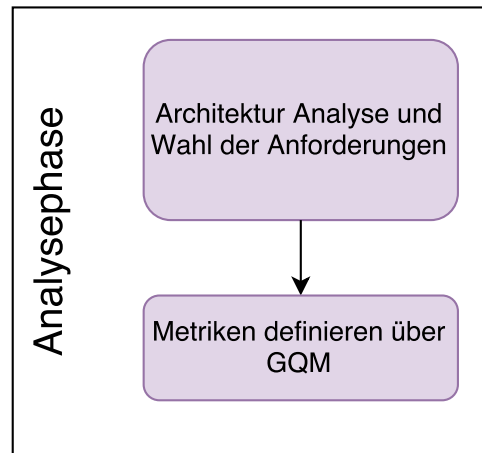 Analysephase
Architektur Analyse und
Wahl der Anforderungen
Metriken definieren über
GQM